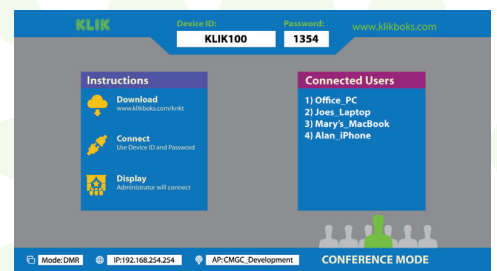 KLIK
Device ID:
KLIK100
Password:
1354
www.klikboks.com
Instructions
Download
www.klikboks.com/knkt
Connect
Use Device ID and Password
Display
Administrator will connect
Connected Users
1) Office_PC
2) Joes_Laptop
3) Mary's_MacBook
4) Alan_iPhone
Mode:DMR
IP:192.168.254.254
AP:CMGC_Development
CONFERENCE MODE